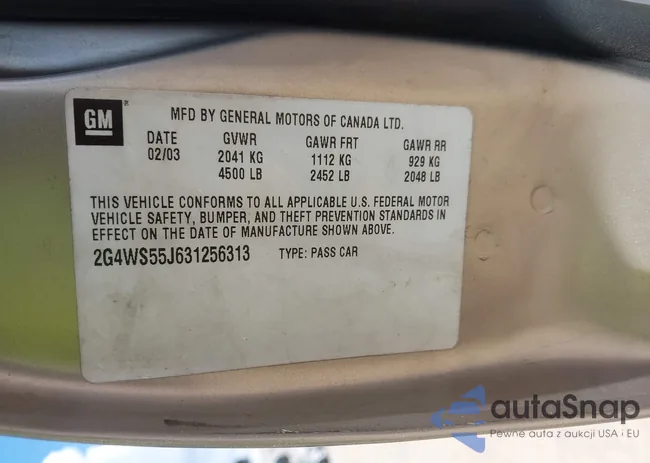 GM
MFD BY GENERAL MOTORS OF CANADA LTD.
DATE GVWR GAWR FRT GAWR RR
02/03 2041 KG 1112 KG 929 KG
4500 LB 2452 LB 2048 LB
THIS VEHICLE CONFORMS TO ALL APPLICABLE U.S. FEDERAL MOTOR
VEHICLE SAFETY, BUMPER, AND THEFT PREVENTION STANDARDS IN
EFFECT ON THE DATE OF MANUFACTURE SHOWN ABOVE.
2G4WS55J631256313 TYPE: PASS CAR
autaSnap
Pewne auta z aukcji USA i EU